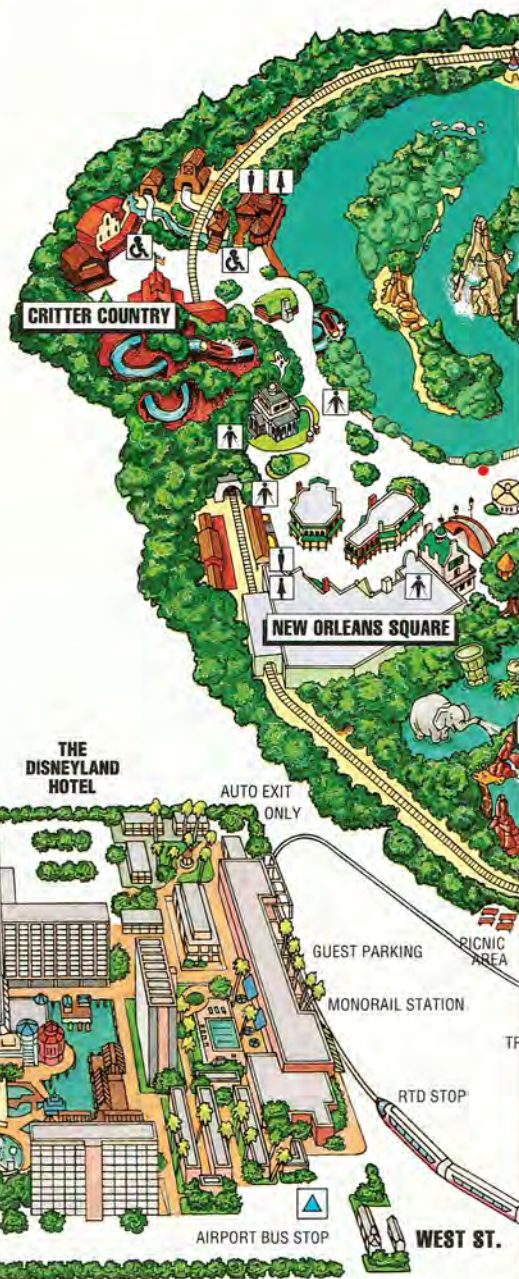 CRITTER COUNTRY
NEW ORLEANS SQUARE
THE
DISNEYLAND
HOTEL
AUTO EXIT
ONLY
GUEST PARKING
PICNIC
AREA
MONORAIL STATION
RTD STOP
AIRPORT BUS STOP
WEST ST.